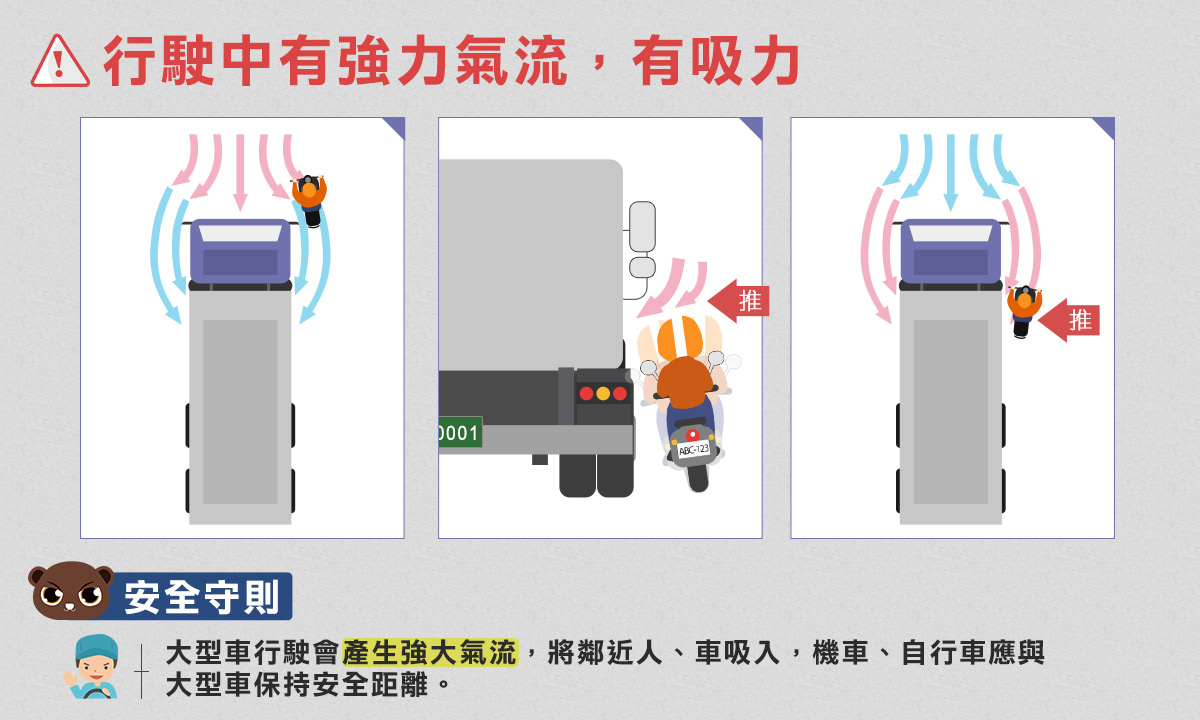 行駛中有強力氣流，有吸力
推
推
0001
ABC-123
安全守則
大型車行駛會產生強大氣流，將鄰近人、車吸入，機車、自行車應與
大型車保持安全距離。